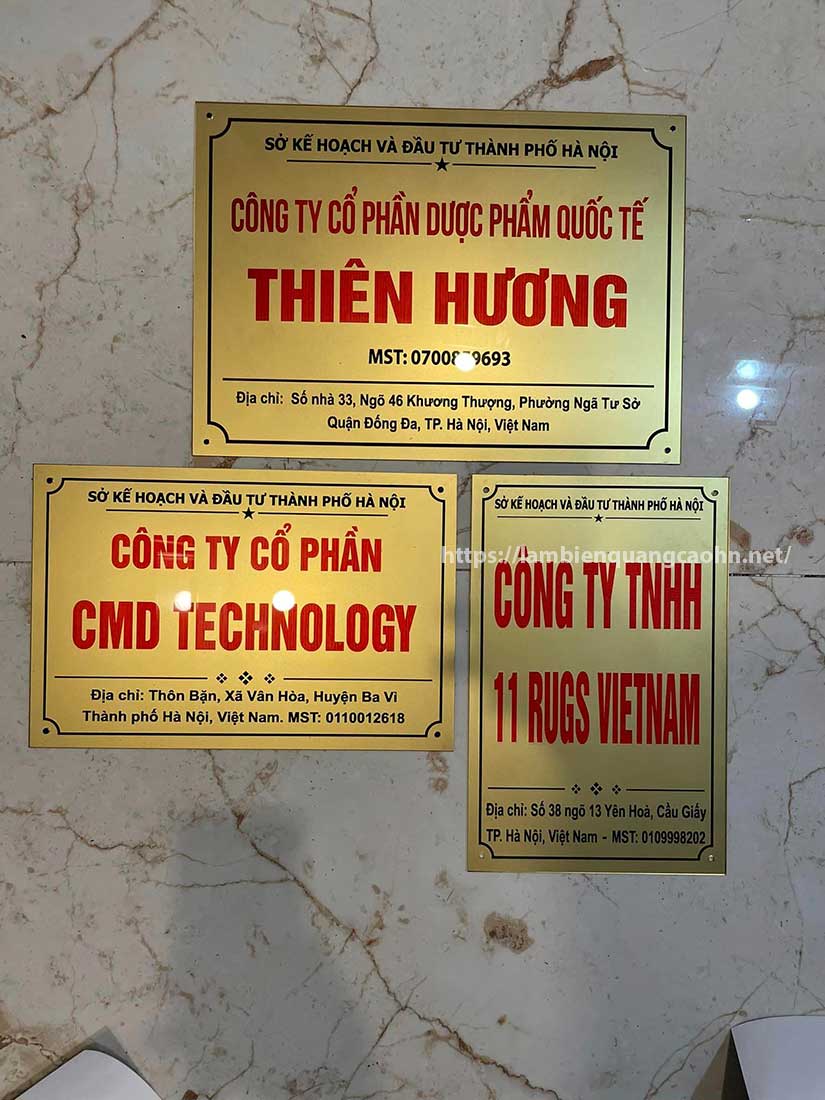 SỞ KẾ HOẠCH VÀ ĐẦU TƯ THÀNH PHỐ HÀ NỘI
CÔNG TY CỔ PHẦN DƯỢC PHẨM QUỐC TẾ
THIÊN HƯƠNG
MST:
Địa chỉ: Số nhà 33, Ngõ 46 Khương Thượng, Phường Ngã Tư Sở
Quận Đống Đa, TP. Hà Nội, Việt Nam
SỞ KẾ HOẠCH VÀ ĐẦU TƯ THÀNH PHỐ HÀ NỘI
CÔNG TY CỔ PHẦN
CMD TECHNOLOGY
Địa chỉ: Thôn Bặn, Xã Vân Hòa, Huyện Ba Vì
Thành phố Hà Nội, Việt Nam. MST: 0110012618
SỞ KẾ HOẠCH VÀ ĐẦU TƯ THÀNH PHỐ HÀ NỘI
https://lambienquangcaohn.net/
CÔNG TY TNHH
11 RUGS VIETNAM
Địa chỉ: Số 38 ngõ 13 Yên Hoà, Cầu Giấy
TP. Hà Nội, Việt Nam - MST: 0109998202